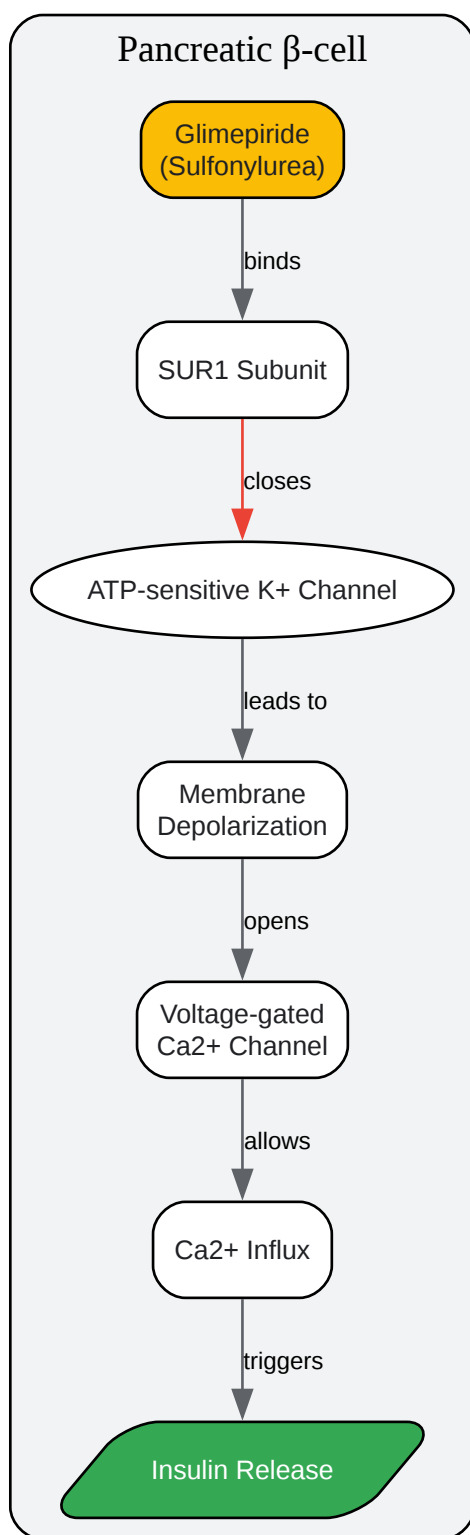 Pancreatic β-cell
Glimepiride
(Sulfonylurea)
binds
SUR1 Subunit
closes
ATP-sensitive K+ Channel
leads to
Membrane
Depolarization
opens
Voltage-gated
Ca2+ Channel
allows
Ca2+ Influx
triggers
Insulin Release